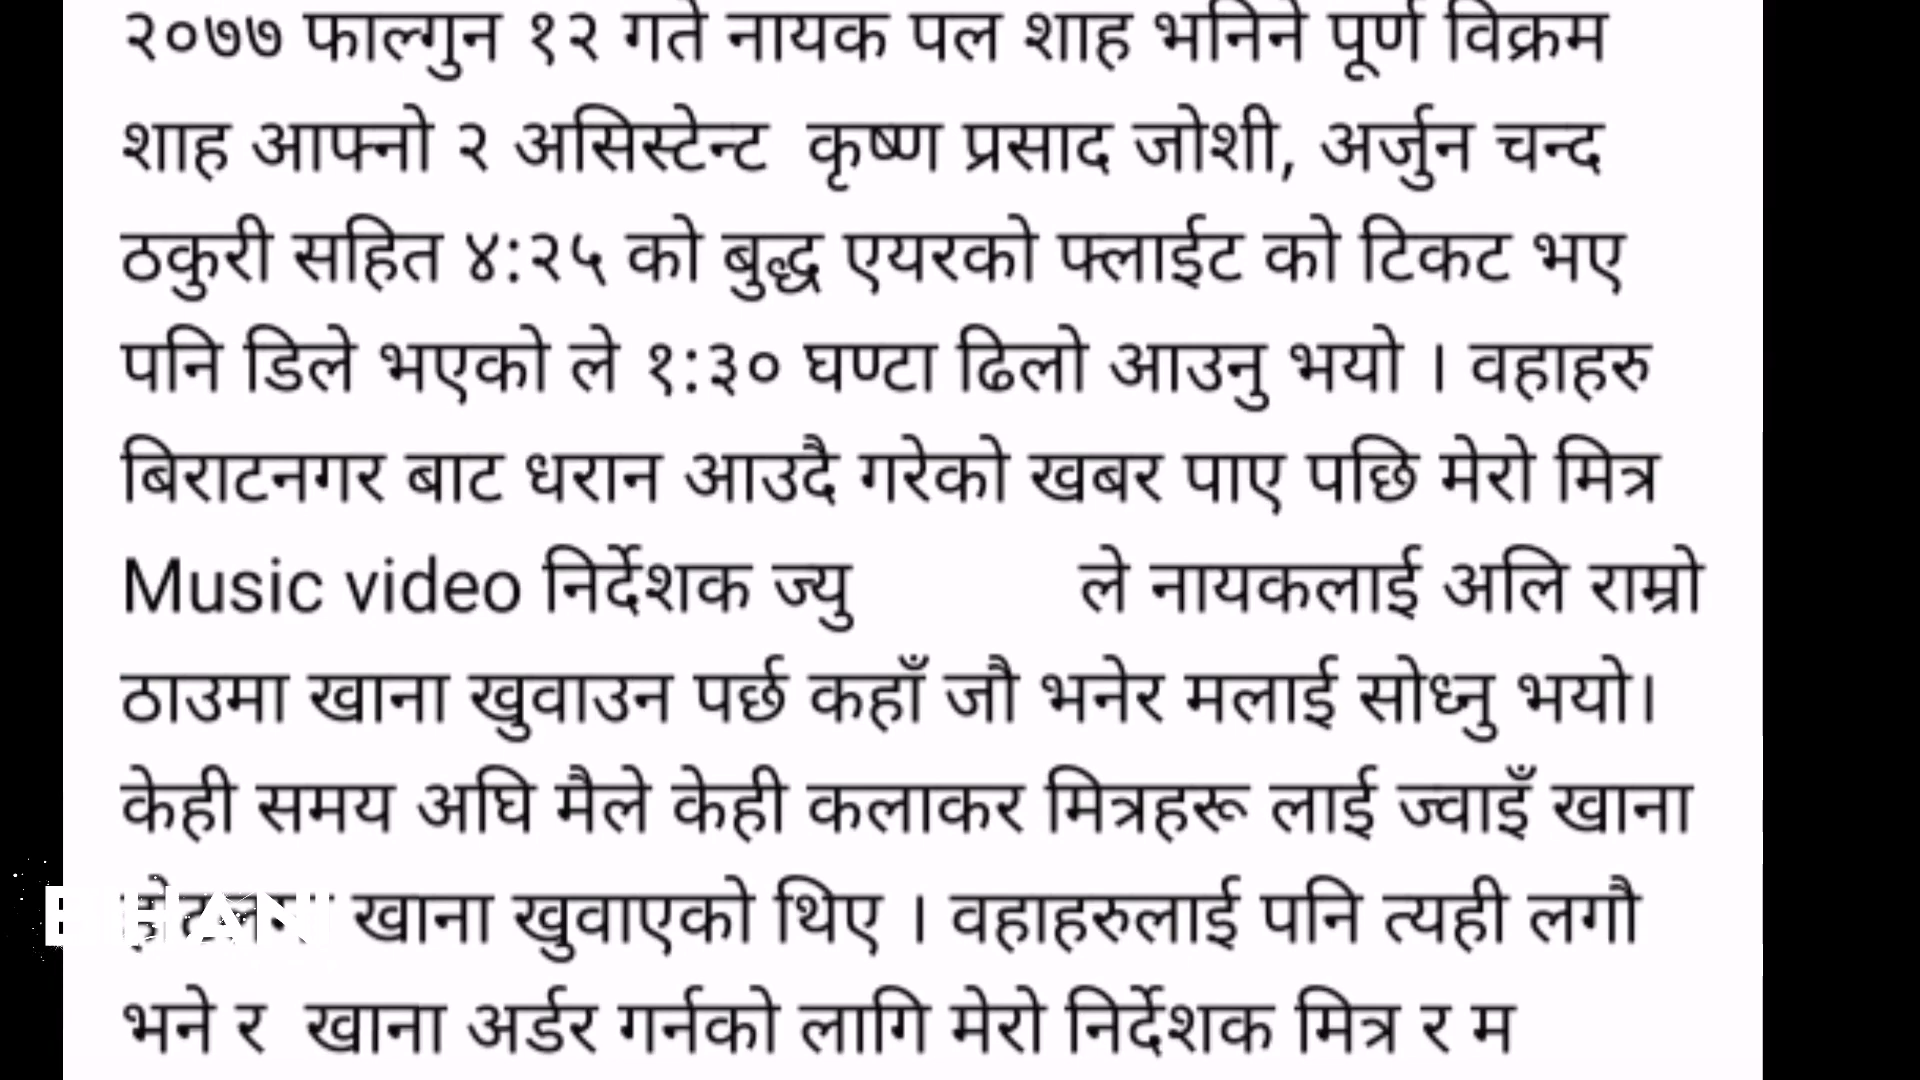 २०७७ फाल्गुन १२ गते नायक पल शाह भनिने पूर्ण विक्रम
शाह आफ्नो २ असिस्टेन्ट कृष्ण प्रसाद जोशी, अर्जुन चन्द
ठकुरी सहित ४:२५ को बुद्ध एयरको फ्लाईट को टिकट भए
पनि डिले भएको ले १:३० घण्टा ढिलो आउनु भयो । वहाहरु
बिराटनगर बाट धरान आउदै गरेको खबर पाए पछि मेरो मित्र
Music video निर्देशक ज्यु ले नायकलाई अलि राम्रो
ठाउमा खाना खुवाउन पर्छ कहाँ जौ भनेर मलाई सोध्नु भयो।
केही समय अघि मैले केही कलाकर मित्रहरू लाई ज्वाइँ खाना
खाना खुवाएको थिए । वहाहरुलाई पनि त्यही लगौ
भने र खाना अर्डर गर्नको लागि मेरो निर्देशक मित्र र म